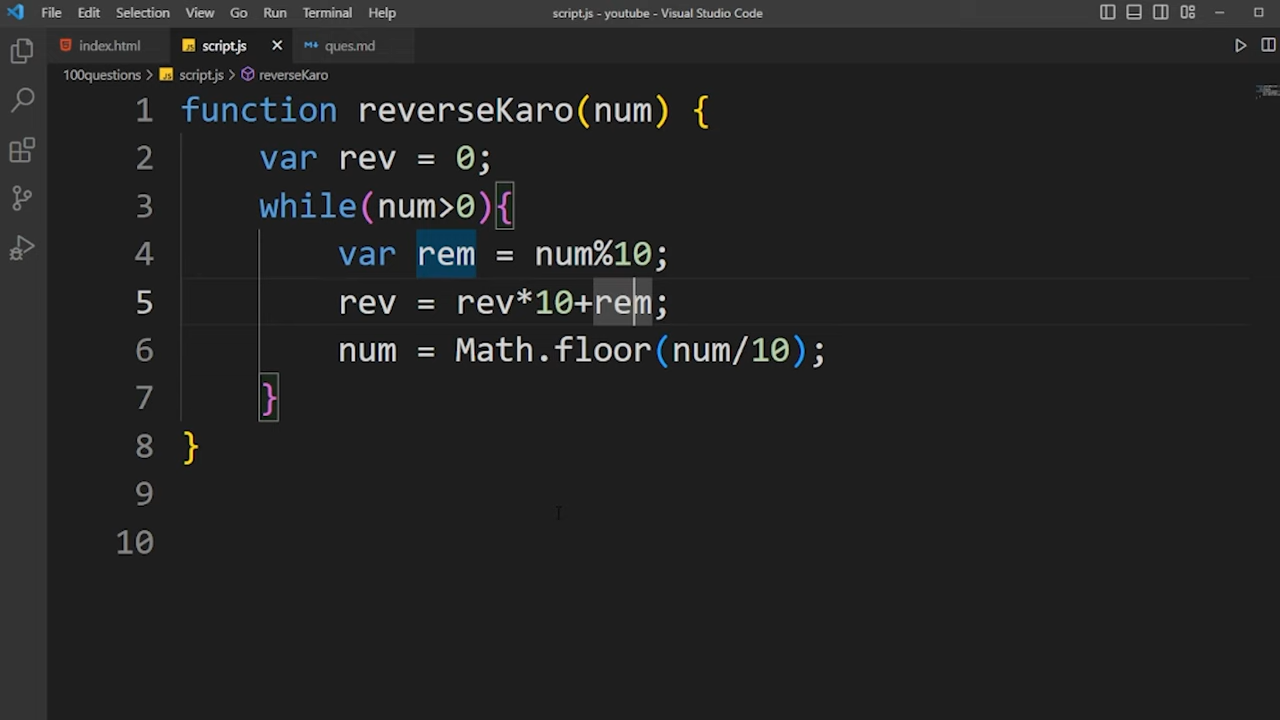 File Edit Selection View Go Run Terminal Help script.js - youtube - Visual Studio Code
index.html JS script.js ques.md
100questions > JS script.js > reverseKaro
1 function reverseKaro(num) {
2 var rev = 0;
3 while(num>0){
4 var rem = num%10;
5 rev = rev*10+rem;
6 num = Math.floor(num/10);
7 }
8 }
9
10